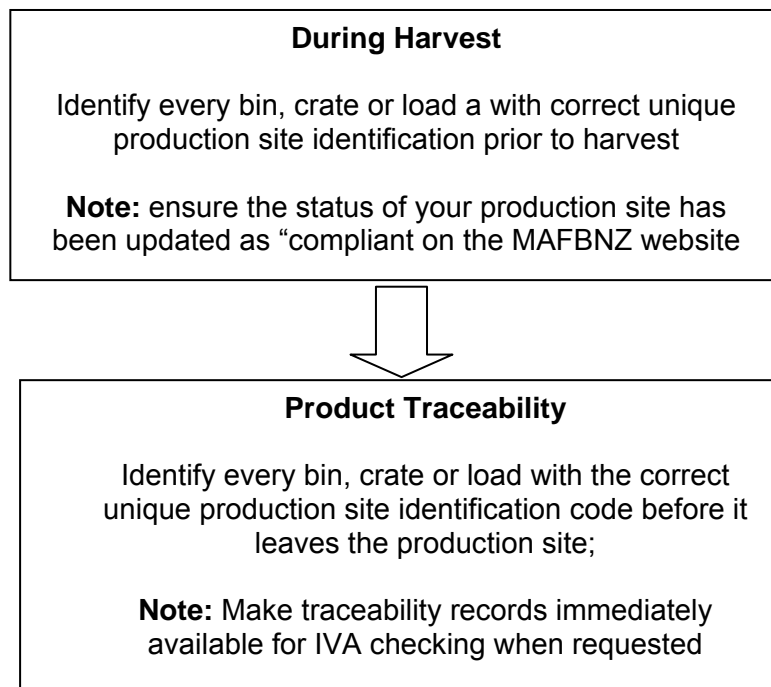 During Harvest
Identify every bin, crate or load a with correct unique
production site identification prior to harvest
Note: ensure the status of your production site has
been updated as “compliant on the MAFBNZ website
Product Traceability
Identify every bin, crate or load with the correct
unique production site identification code before it
leaves the production site;
Note: Make traceability records immediately
available for IVA checking when requested